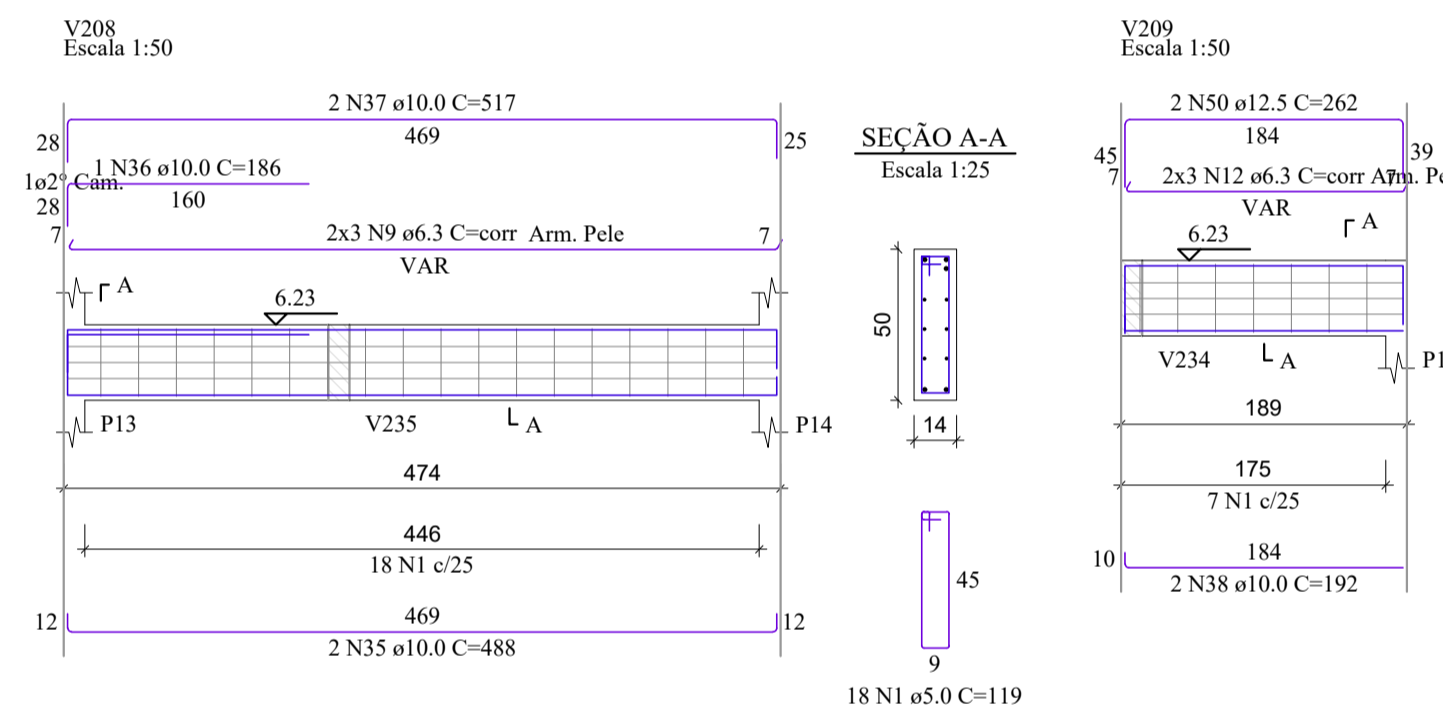 V208
Escala 1:50
2 N37 ø10.0 C=517
469
28
25
1 N36 ø10.0 C=186
1ø2° Cam.
160
28
7
2x3 N9 ø6.3 C=corr Arm. Pele
7
VAR
A
6.23
P13
V235
A
P14
474
446
18 N1 c/25
12
469
12
2 N35 ø10.0 C=488
SEÇÃO A-A
Escala 1:25
50
14
45
9
18 N1 ø5.0 C=119
V209
Escala 1:50
2 N50 ø12.5 C=262
184
45
39
7
2x3 N12 ø6.3 C=corr Arm. Pe
7
VAR
A
6.23
V234
A
P1
189
175
7 N1 c/25
10
184
2 N38 ø10.0 C=192